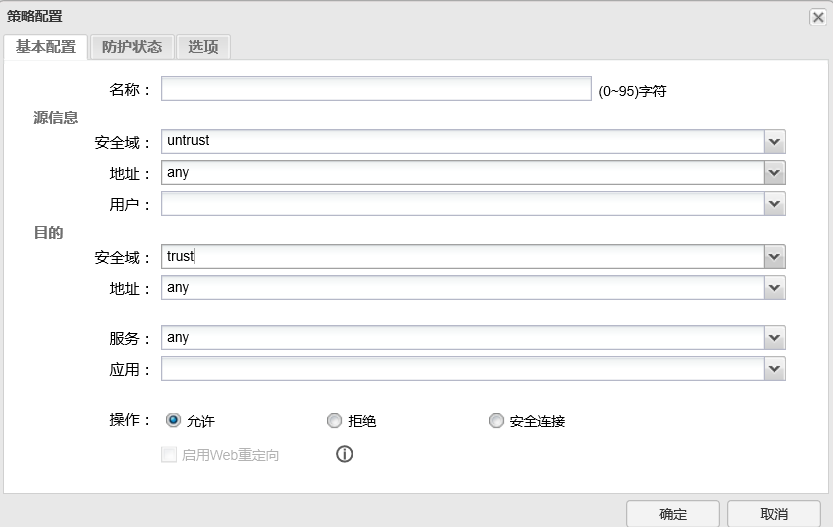 策略配置
基本配置 防护状态 选项
名称： (0~95)字符
源信息
安全域： untrust
地址： any
用户：
目的
安全域： trust
地址： any
服务： any
应用：
操作： 允许 拒绝 安全连接
启用Web重定向
确定 取消